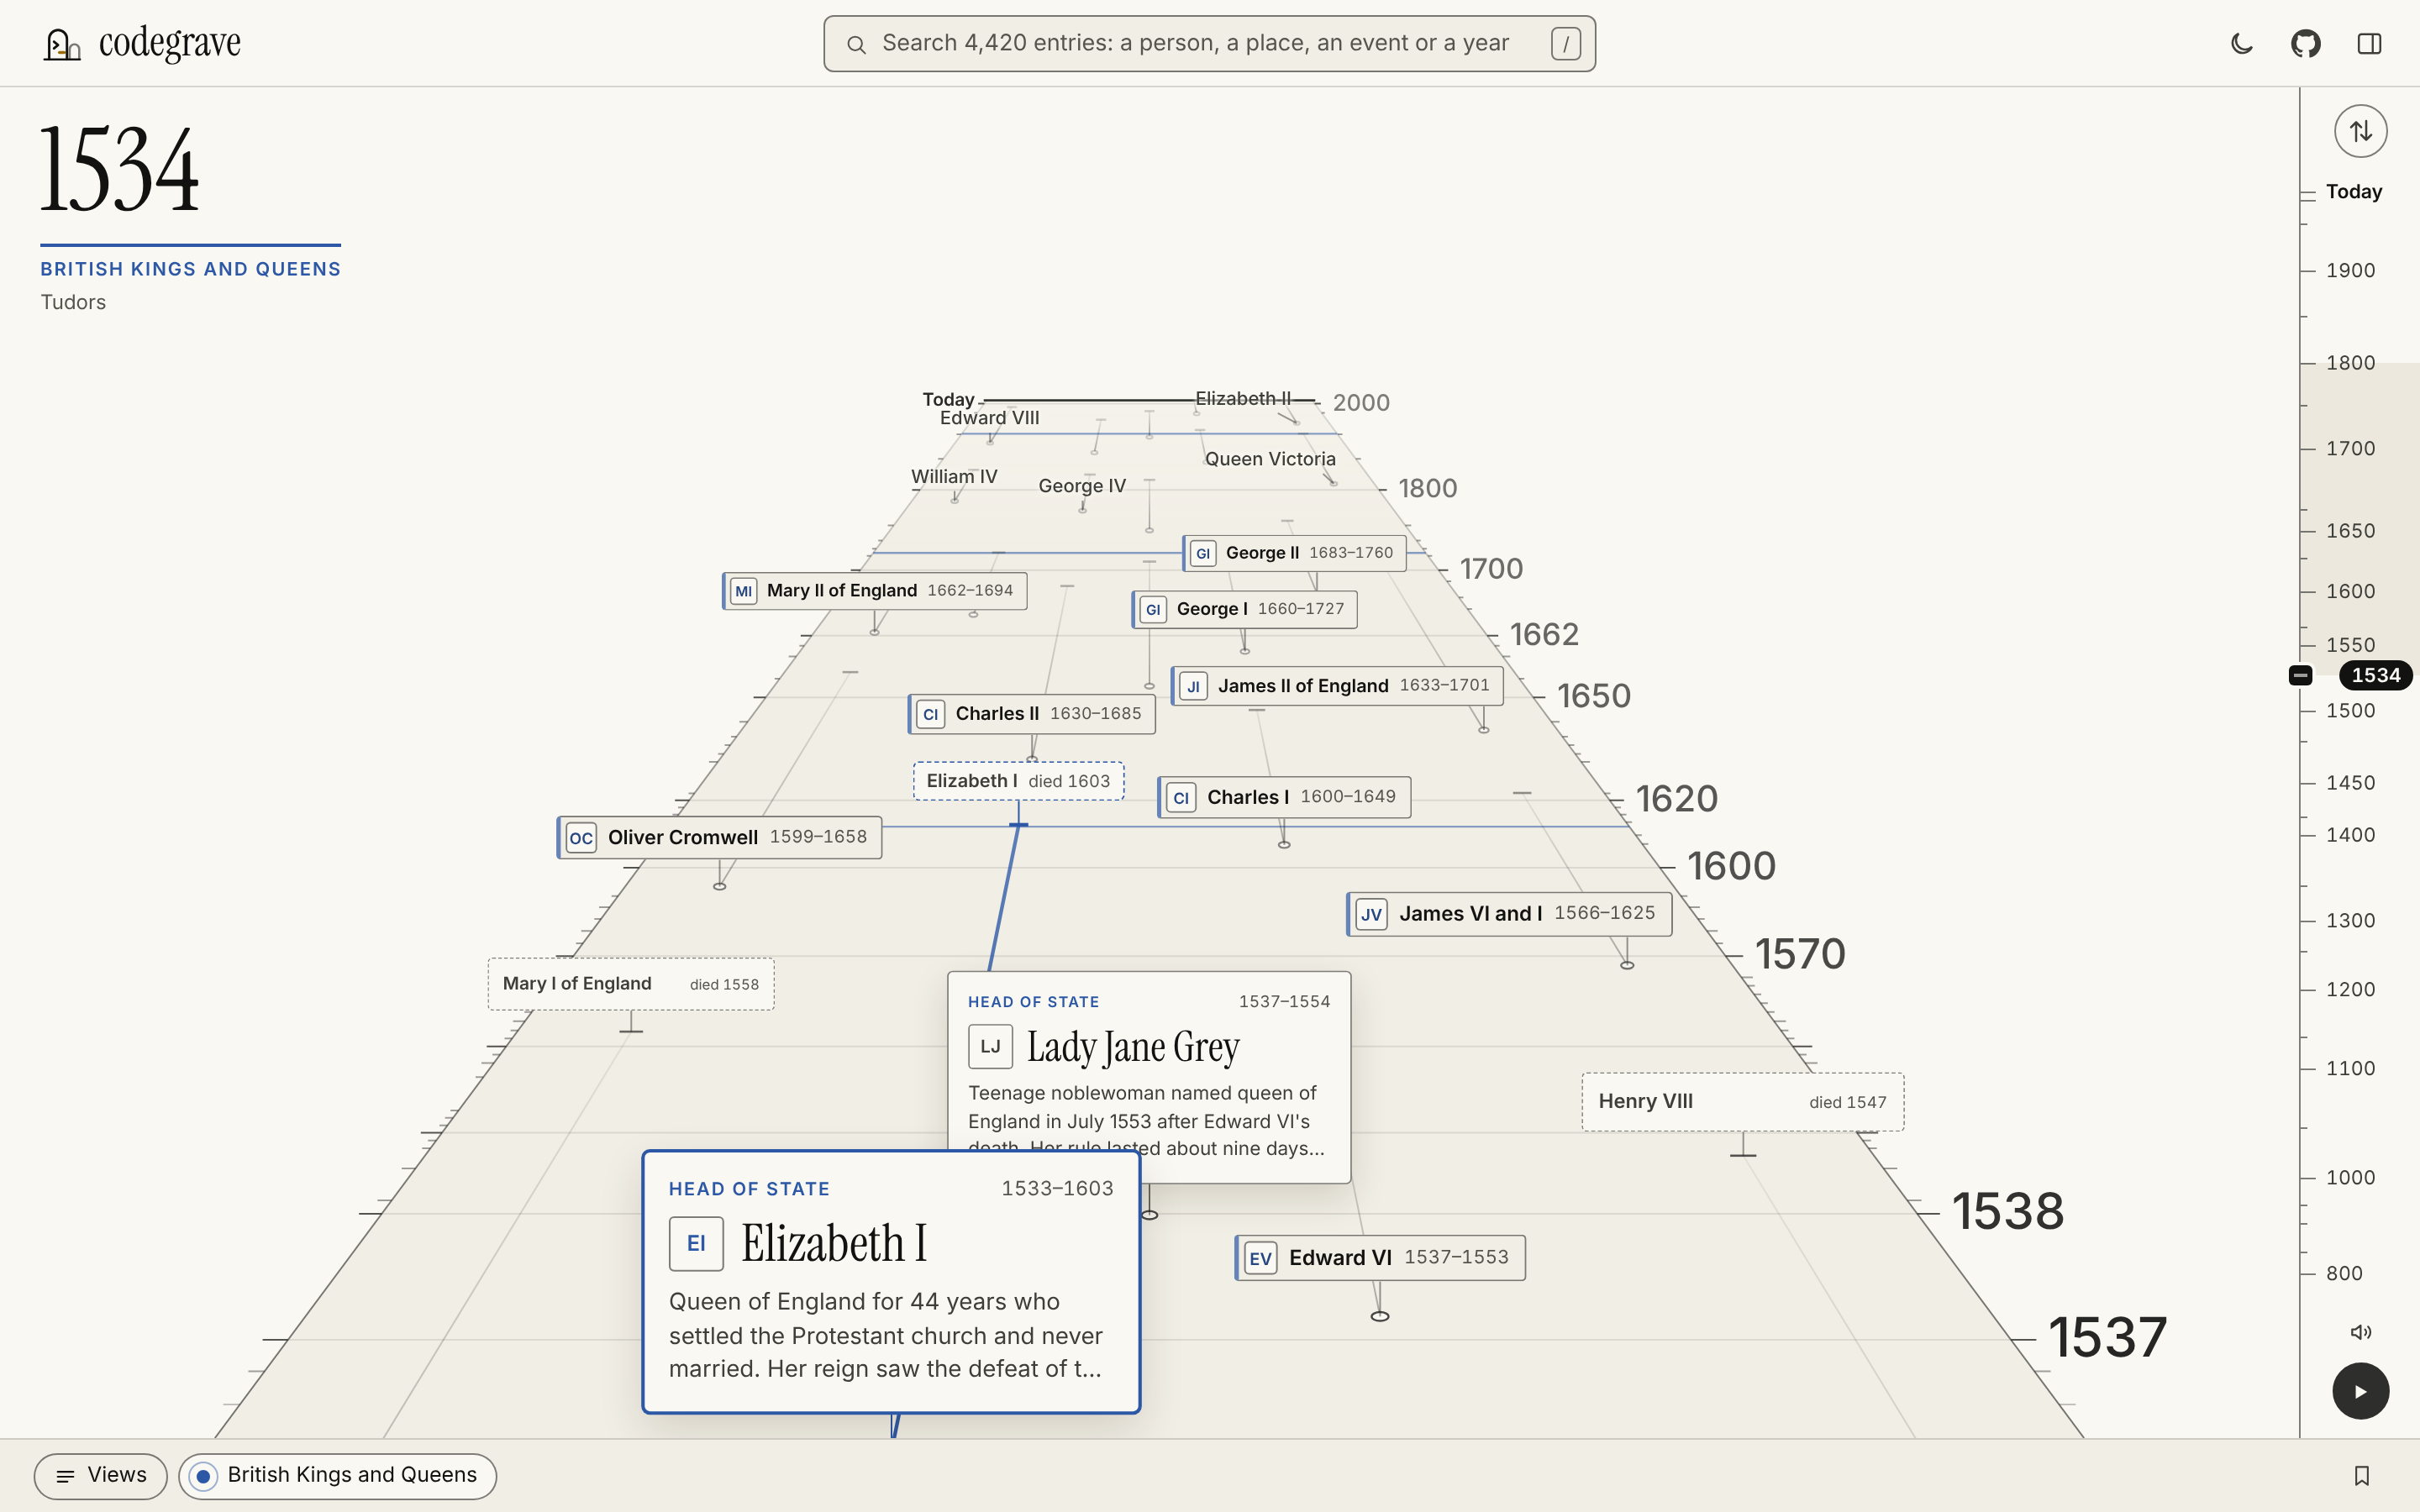 codegrave
Search 4,420 entries: a person, a place, an event or a year
/
1534
BRITISH KINGS AND QUEENS
Tudors
Today
Elizabeth II
2000
Edward VIII
Queen Victoria
William IV
George IV
1800
GI George II 1683–1760
1700
MI Mary II of England 1662–1694
GI George I 1660–1727
1662
JI James II of England 1633–1701
1650
CI Charles II 1630–1685
Elizabeth I died 1603
CI Charles I 1600–1649
1620
OC Oliver Cromwell 1599–1658
1600
JV James VI and I 1566–1625
1570
Mary I of England died 1558
HEAD OF STATE 1537–1554
LJ Lady Jane Grey
Teenage noblewoman named queen of
England in July 1553 after Edward VI's
death. Her rule lasted about nine days...
Henry VIII died 1547
HEAD OF STATE 1533–1603
EI Elizabeth I
Queen of England for 44 years who
settled the Protestant church and never
married. Her reign saw the defeat of t...
1538
EV Edward VI 1537–1553
1537
Today
1900
1800
1700
1650
1600
1550
1534
1500
1450
1400
1300
1200
1100
1000
800
Views
British Kings and Queens